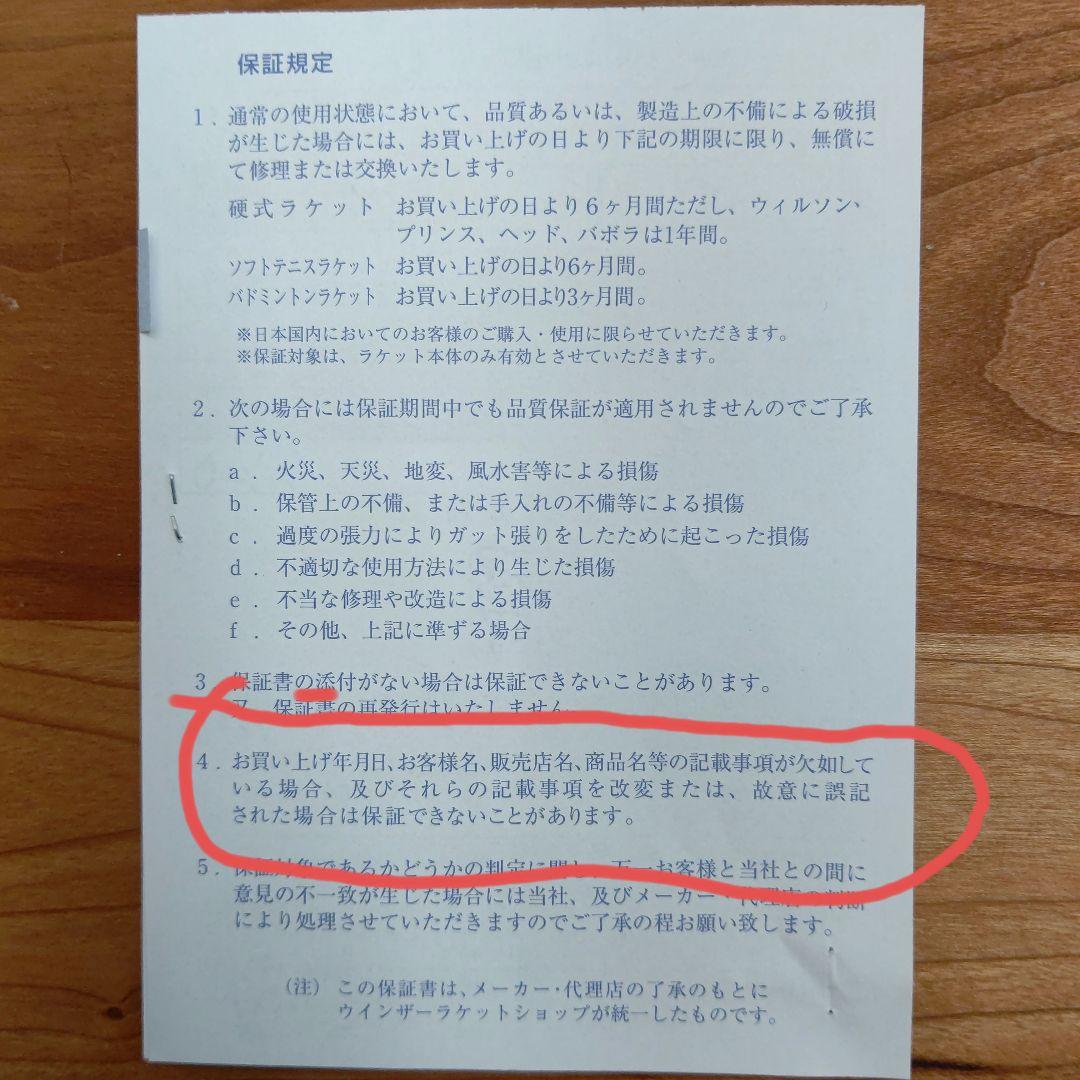 保証規定
1. 通常の使用状態において、品質あるいは、製造上の不備による破損
が生じた場合には、お買い上げの日より下記の期限に限り、無償に
て修理または交換いたします。
硬式ラケット お買い上げの日より6ヶ月間ただし、ウィルソン、
プリンス、ヘッド、バボラは1年間。
ソフトテニスラケット お買い上げの日より6ヶ月間。
バドミントンラケット お買い上げの日より3ヶ月間。
※日本国内においてのお客様のご購入・使用に限らせていただきます。
※保証対象は、ラケット本体のみ有効とさせていただきます。
2. 次の場合には保証期間中でも品質保証が適用されませんのでご了承
下さい。
a. 火災、天災、地変、風水害等による損傷
b. 保管上の不備、または手入れの不備等による損傷
c. 過度の張力によりガット張りをしたために起こった損傷
d. 不適切な使用方法により生じた損傷
e. 不当な修理や改造による損傷
f. その他、上記に準ずる場合
3 保証書の添付がない場合は保証できないことがあります。
又、保証書の再発行はいたしません
4. お買い上げ年月日、お客様名、販売店名、商品名等の記載事項が欠如して
いる場合、及びそれらの記載事項を改変または、故意に誤記
された場合は保証できないことがあります。
5. 保証対象であるかどうかの判定に関し、万一お客様と当社との間に
意見の不一致が生じた場合には当社、及びメーカー・代理店の判断
により処理させていただきますのでご了承の程お願い致します。
(注) この保証書は、メーカー・代理店の了承のもとに
ウインザーラケットショップが統一したものです。